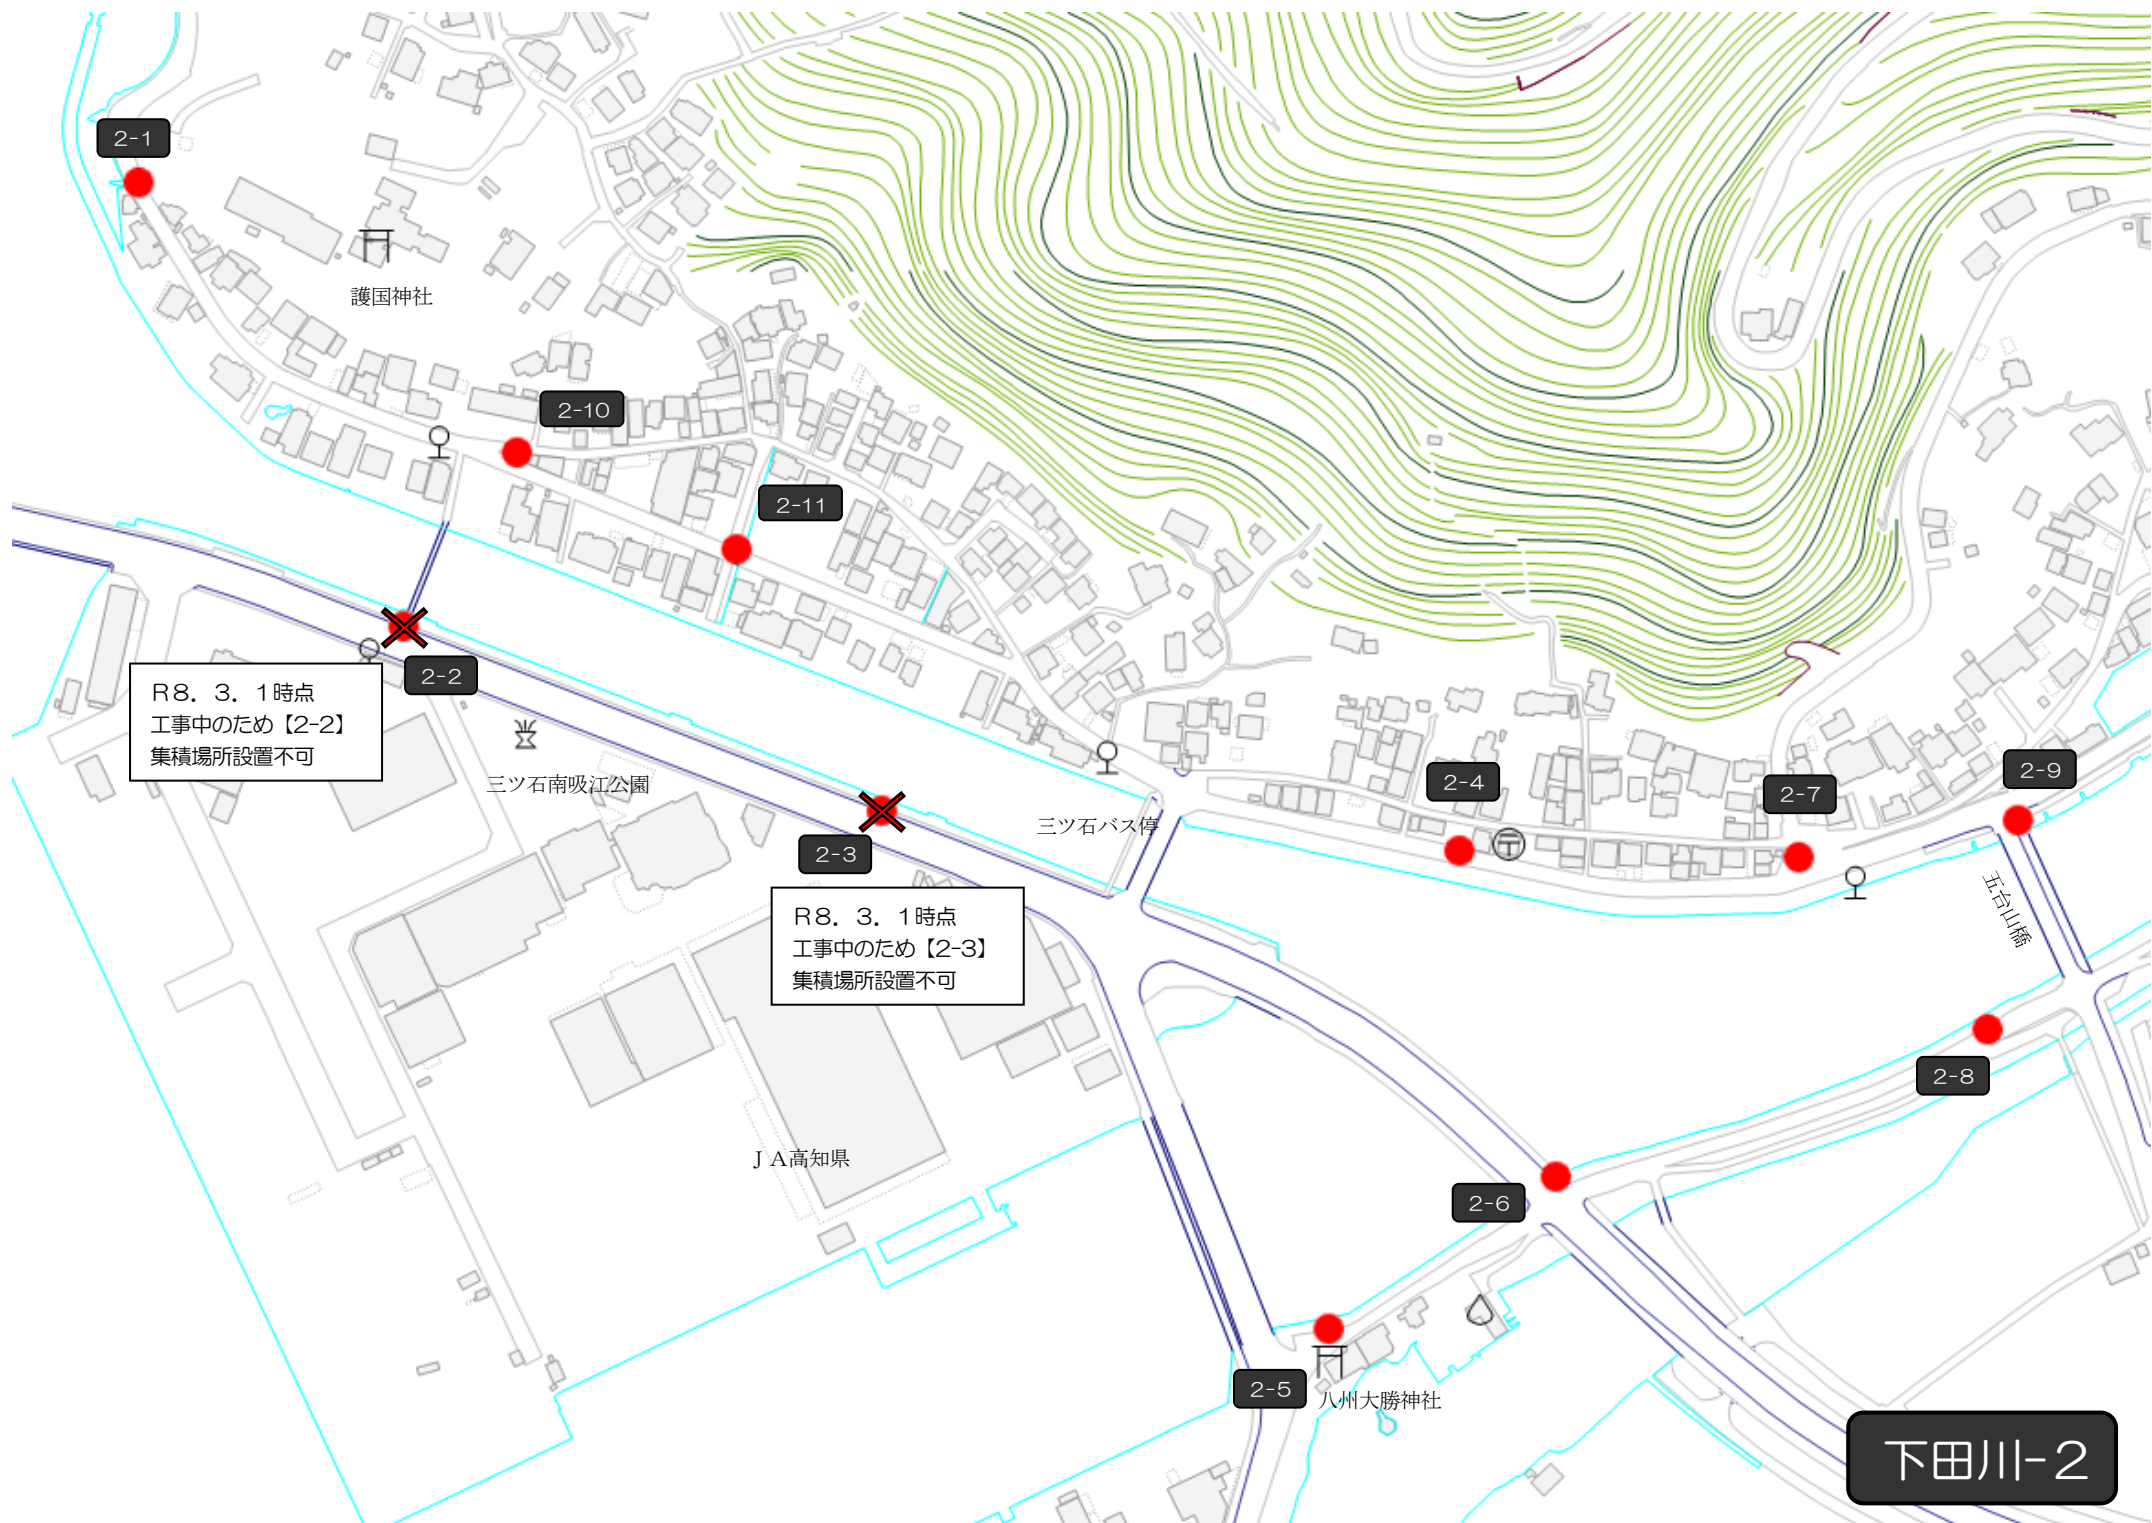 2-1
護国神社
2-10
2-11
2-2
R8．3．1時点
工事中のため【2-2】
集積場所設置不可
三ツ石南吸江公園
三ツ石バス停
2-3
R8．3．1時点
工事中のため【2-3】
集積場所設置不可
2-4
2-7
2-9
五台山橋
2-8
JA高知県
2-6
2-5
八州大勝神社
下田川-2